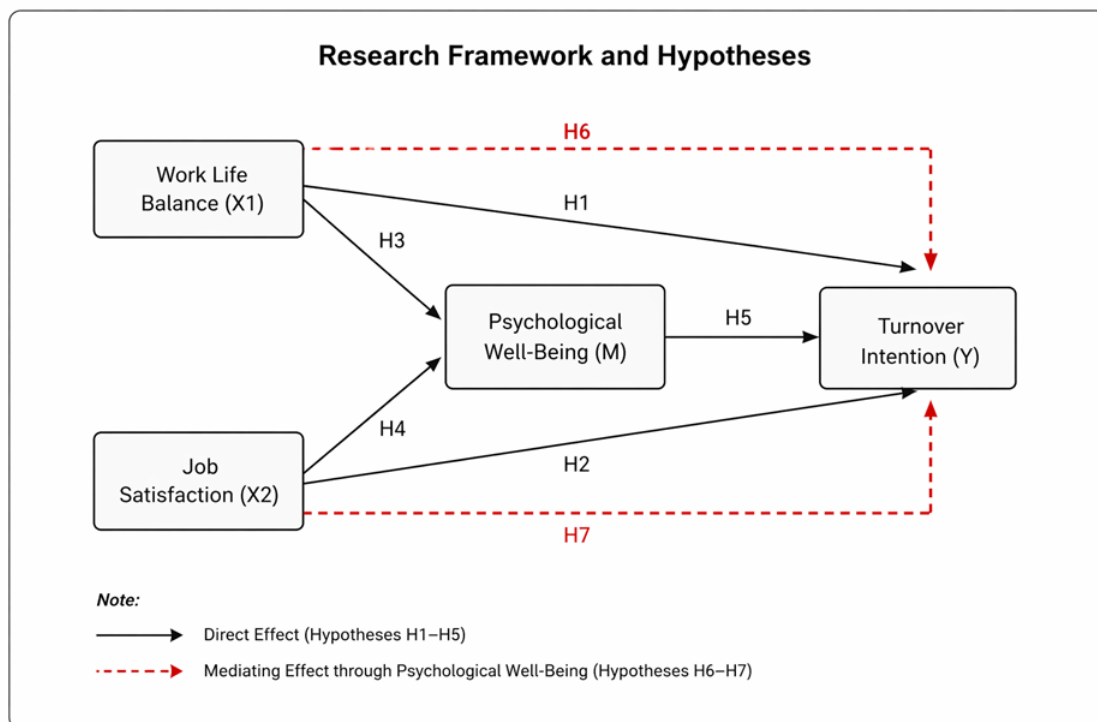 Research Framework and Hypotheses
H6
Work Life
Balance (X1)
H1
H3
Psychological
Well-Being (M)
H5
Turnover
Intention (Y)
H4
H2
Job
Satisfaction (X2)
H7
Note:
Direct Effect (Hypotheses H1–H5)
Mediating Effect through Psychological Well-Being (Hypotheses H6–H7)